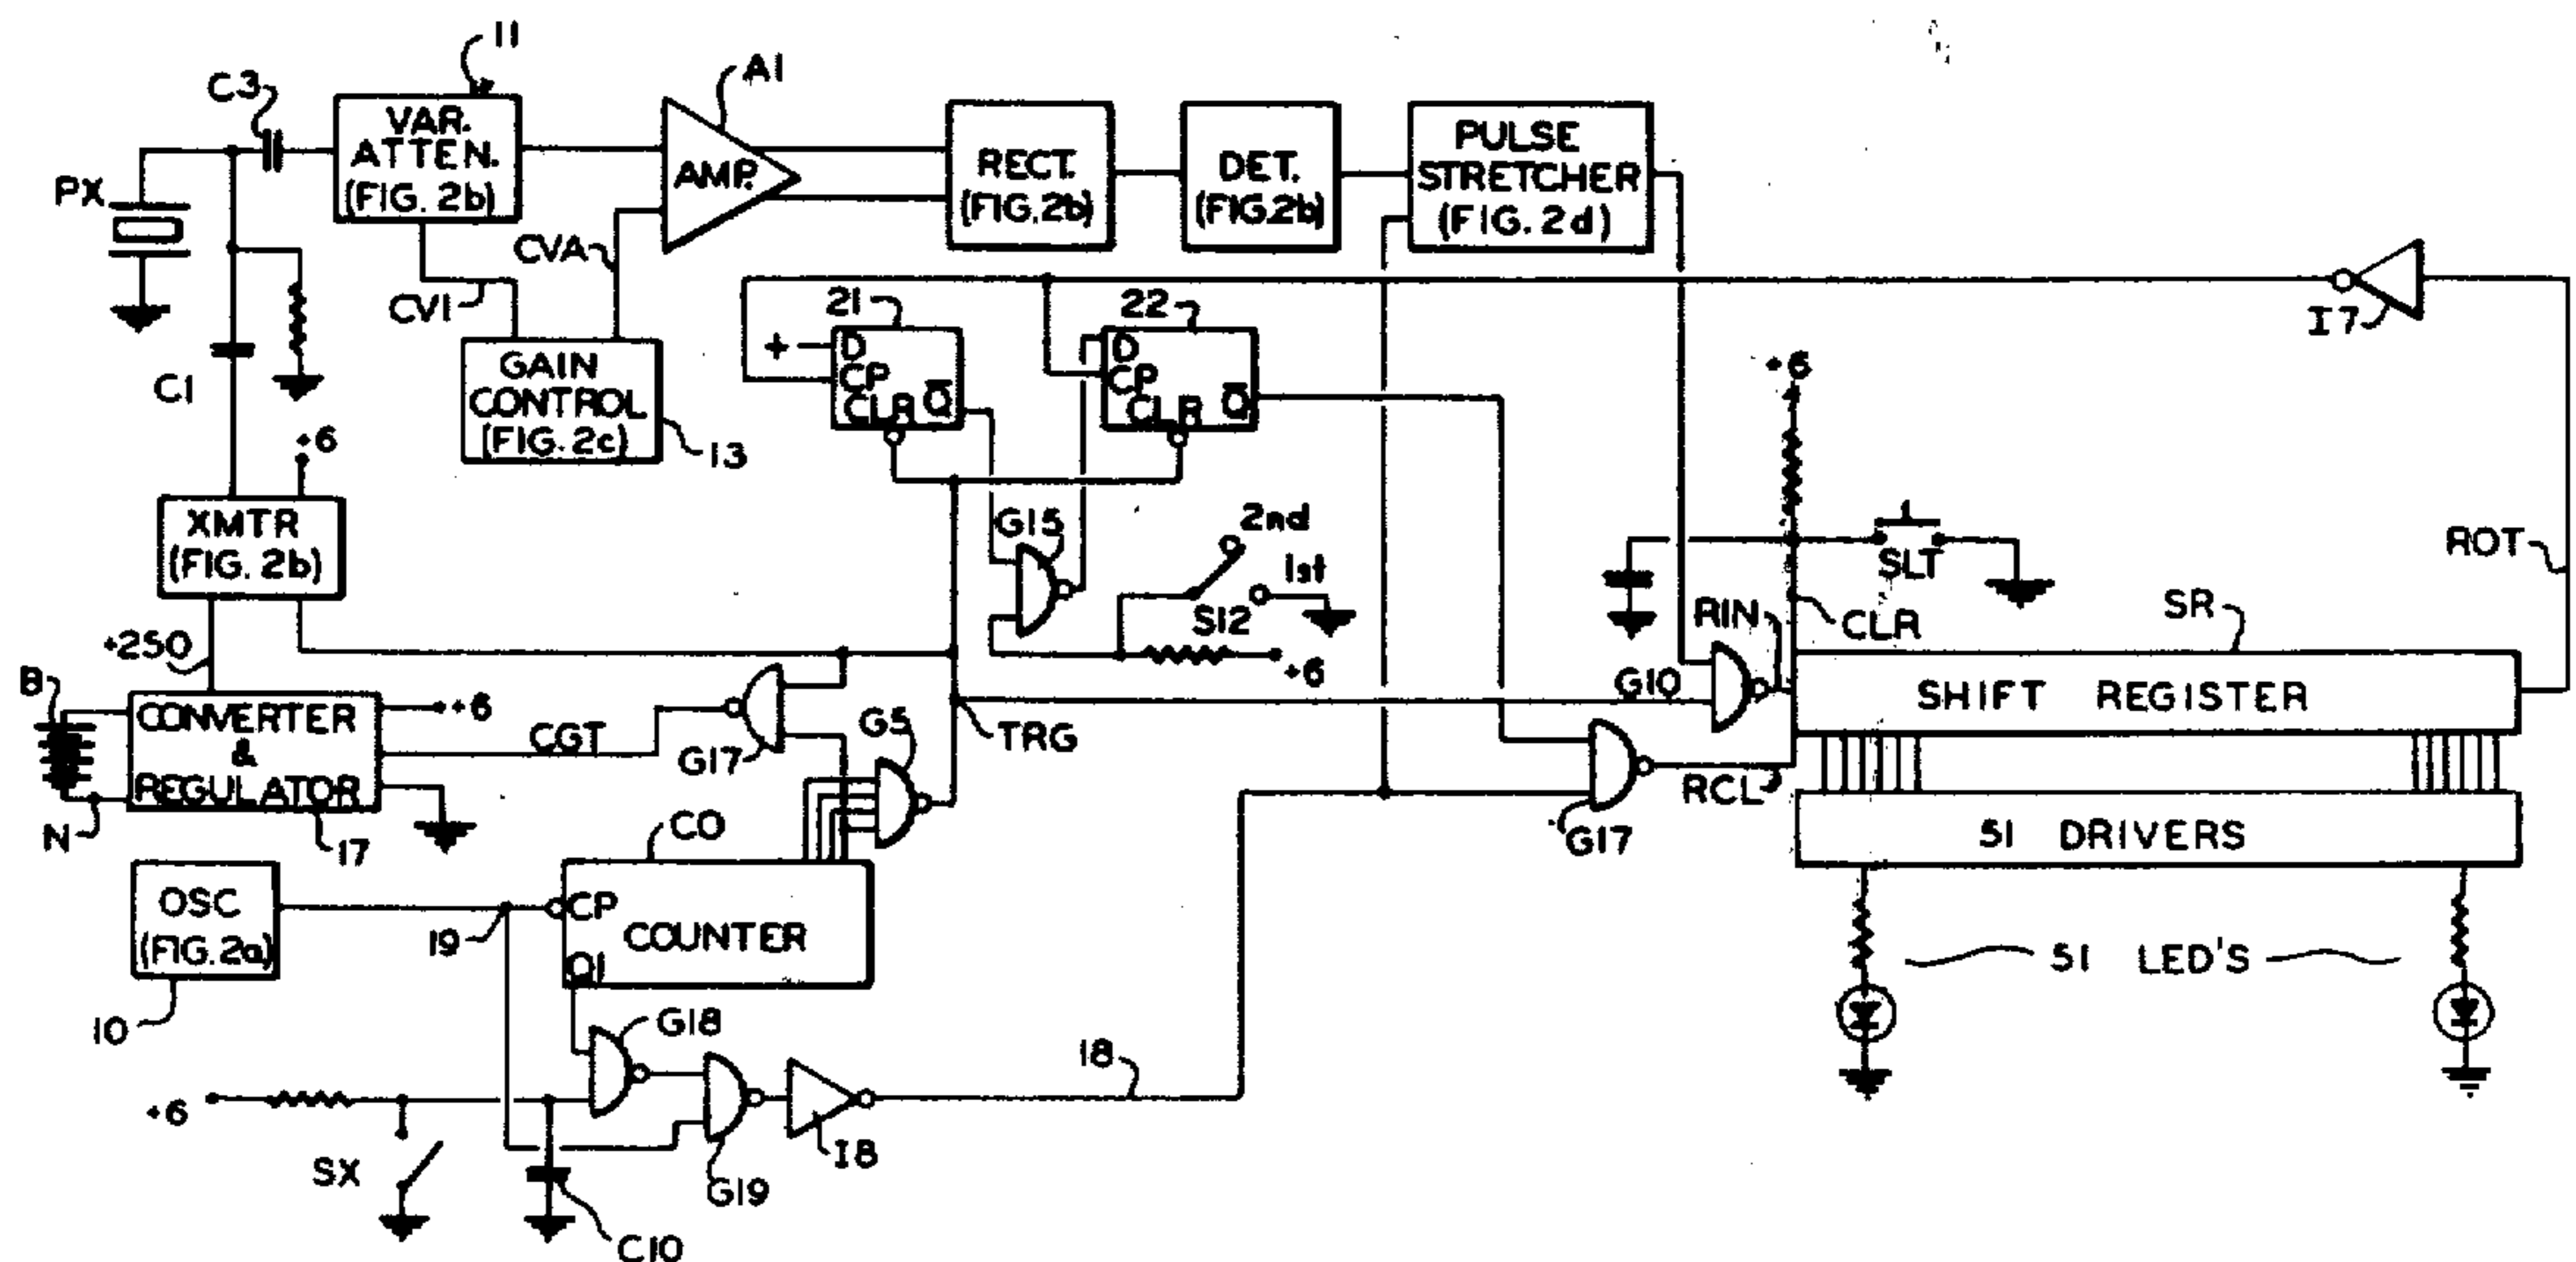 11
C3
A1
VAR.
ATTEN.
(FIG. 2b)
AMP.
RECT.
(FIG. 2b)
DET.
(FIG. 2b)
PULSE
STRETCHER
(FIG. 2d)
PX
CVA
CV1
21
22
I7
+
D
CP
CLR
Q̅
D
CP
CLR
Q̅
GAIN
CONTROL
(FIG. 2c)
13
C1
+6
+6
XMTR
(FIG. 2b)
G15
2nd
1st
S12
+6
SLT
ROT
RIN
CLR
SR
+250
B
CONVERTER
&
REGULATOR
+6
CGT
G17
G5
TRG
G10
SHIFT REGISTER
N
17
CO
RCL
G17
51 DRIVERS
OSC
(FIG. 2a)
19
CP
COUNTER
Q1
51 LED'S
10
G18
18
+6
I8
SX
G19
C10